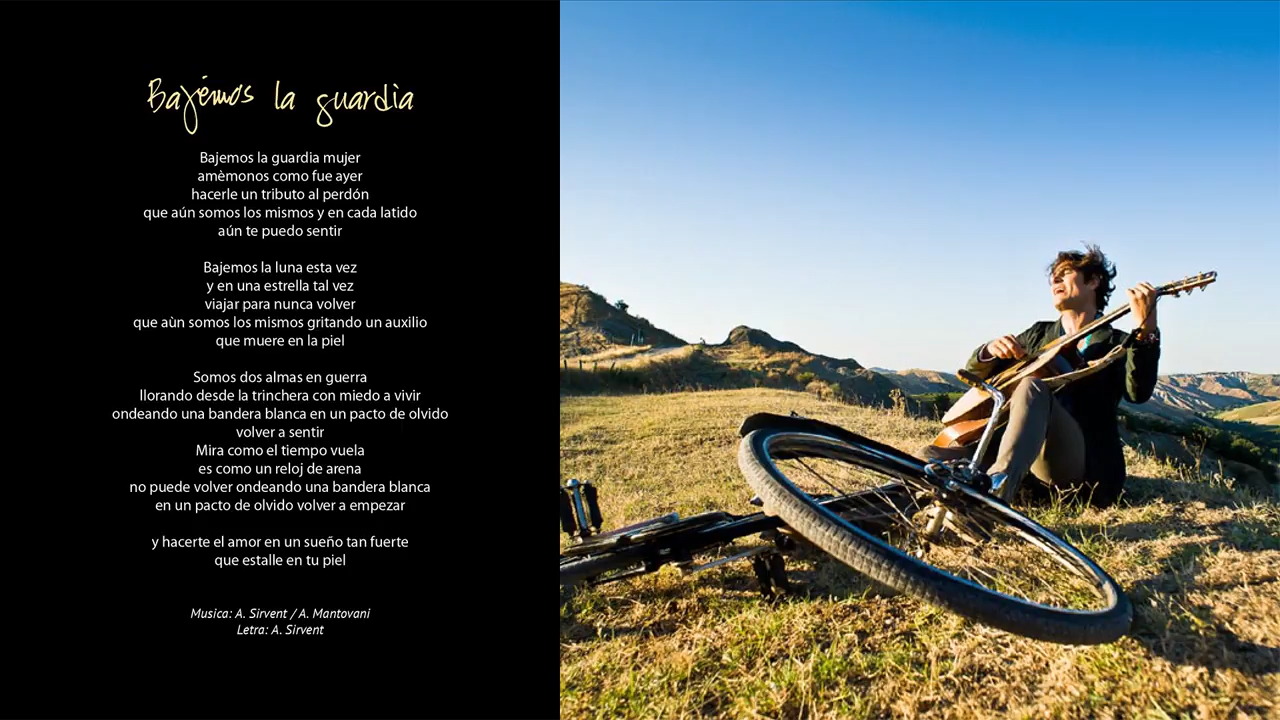 Bajémos la guardìa
Bajemos la guardia mujer
amèmonos como fue ayer
hacerle un tributo al perdón
que aún somos los mismos y en cada latido
aún te puedo sentir
Bajemos la luna esta vez
y en una estrella tal vez
viajar para nunca volver
que aùn somos los mismos gritando un auxilio
que muere en la piel
Somos dos almas en guerra
llorando desde la trinchera con miedo a vivir
ondeando una bandera blanca en un pacto de olvido
volver a sentir
Mira como el tiempo vuela
es como un reloj de arena
no puede volver ondeando una bandera blanca
en un pacto de olvido volver a empezar
y hacerte el amor en un sueño tan fuerte
que estalle en tu piel
Musica: A. Sirvent / A. Mantovani
Letra: A. Sirvent